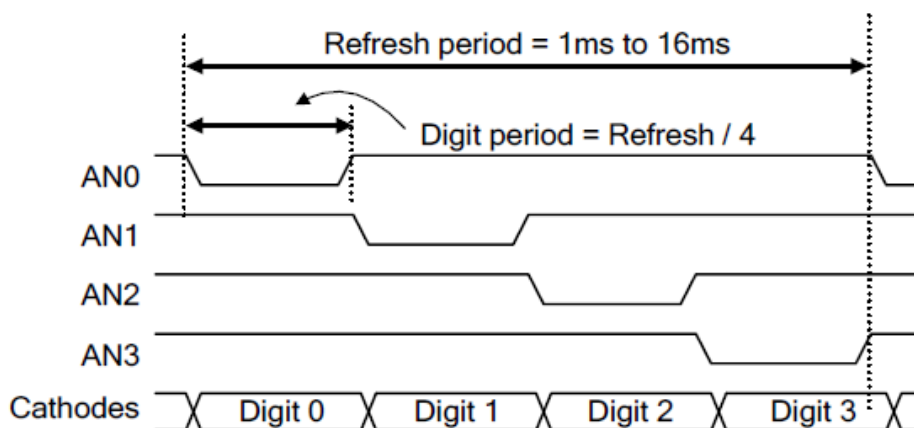 Refresh period = 1ms to 16ms
Digit period = Refresh / 4
AN0
AN1
AN2
AN3
Cathodes Digit 0 Digit 1 Digit 2 Digit 3